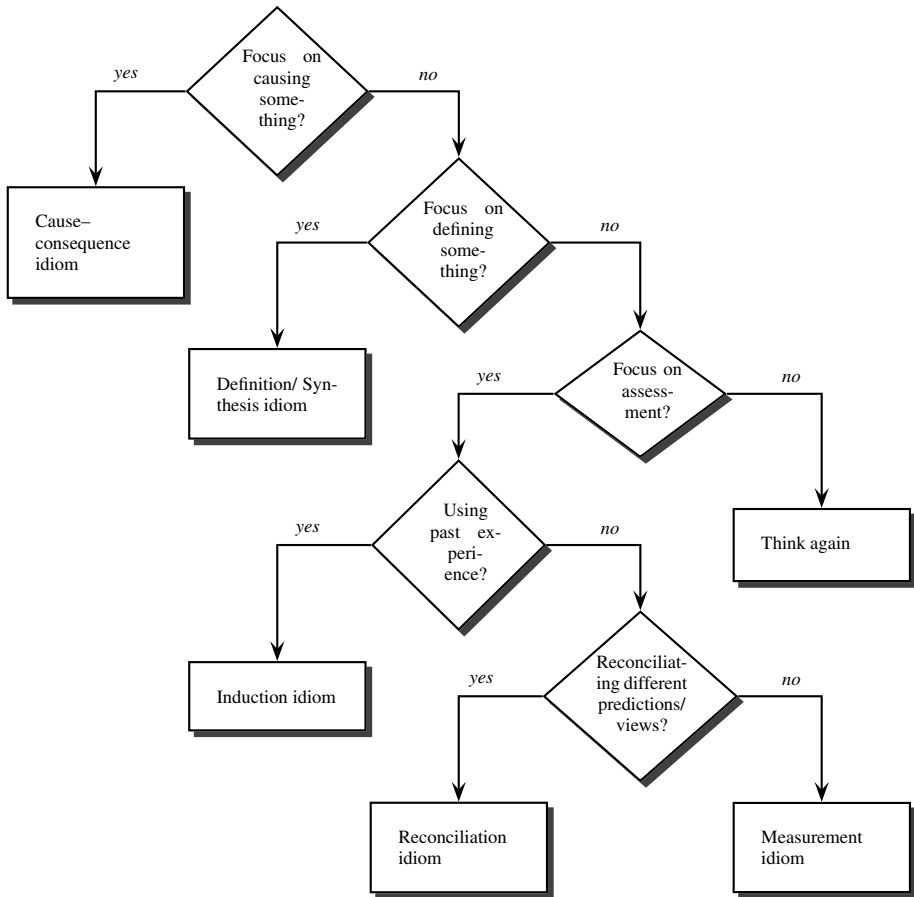 Focus on
causing
some-
thing?
yes
no
Cause–
consequence
idiom
Focus on
defining
some-
thing?
yes
no
Definition/ Syn-
thesis idiom
Focus on
assess-
ment?
yes
no
Using
past ex-
peri-
ence?
yes
no
Think again
Induction idiom
Reconciliat-
ing different
predictions/
views?
yes
no
Reconciliation
idiom
Measurement
idiom